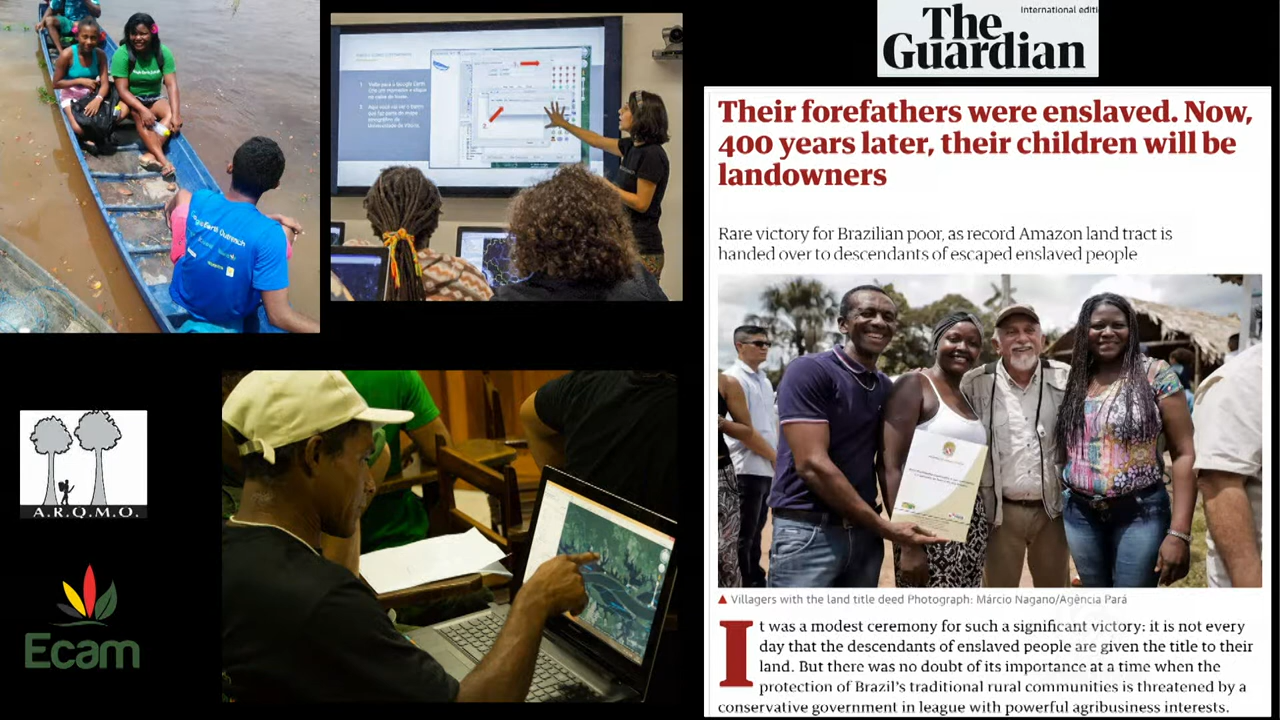 The
Guardian
International editi
Their forefathers were enslaved. Now,
400 years later, their children will be
landowners
Rare victory for Brazilian poor, as record Amazon land tract is
handed over to descendants of escaped enslaved people
▲ Villagers with the land title deed Photograph: Márcio Nagano/Agência Pará
It was a modest ceremony for such a significant victory: it is not every
day that the descendants of enslaved people are given the title to their
land. But there was no doubt of its importance at a time when the
protection of Brazil's traditional rural communities is threatened by a
conservative government in league with powerful agribusiness interests.
A.R.Q.M.O.
Ecam
Earth Outreach